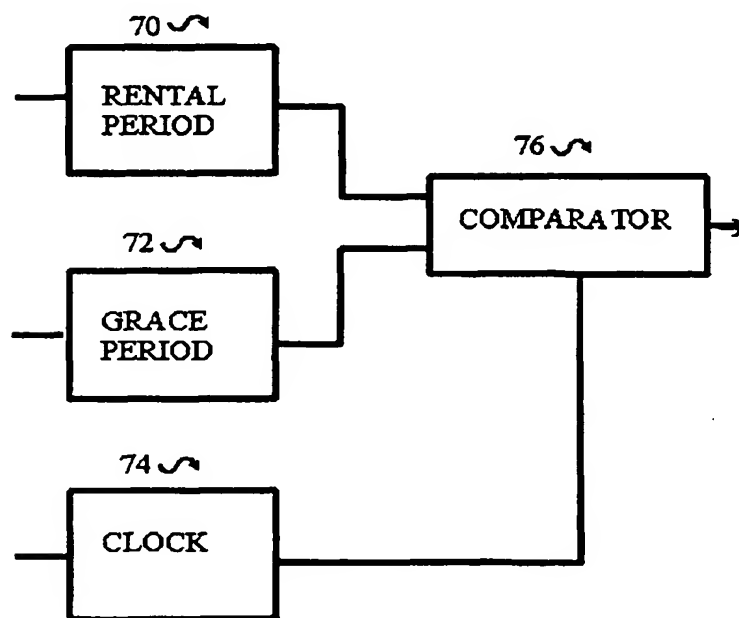 70
RENTAL
PERIOD
76
COMPARATOR
72
GRACE
PERIOD
74
CLOCK